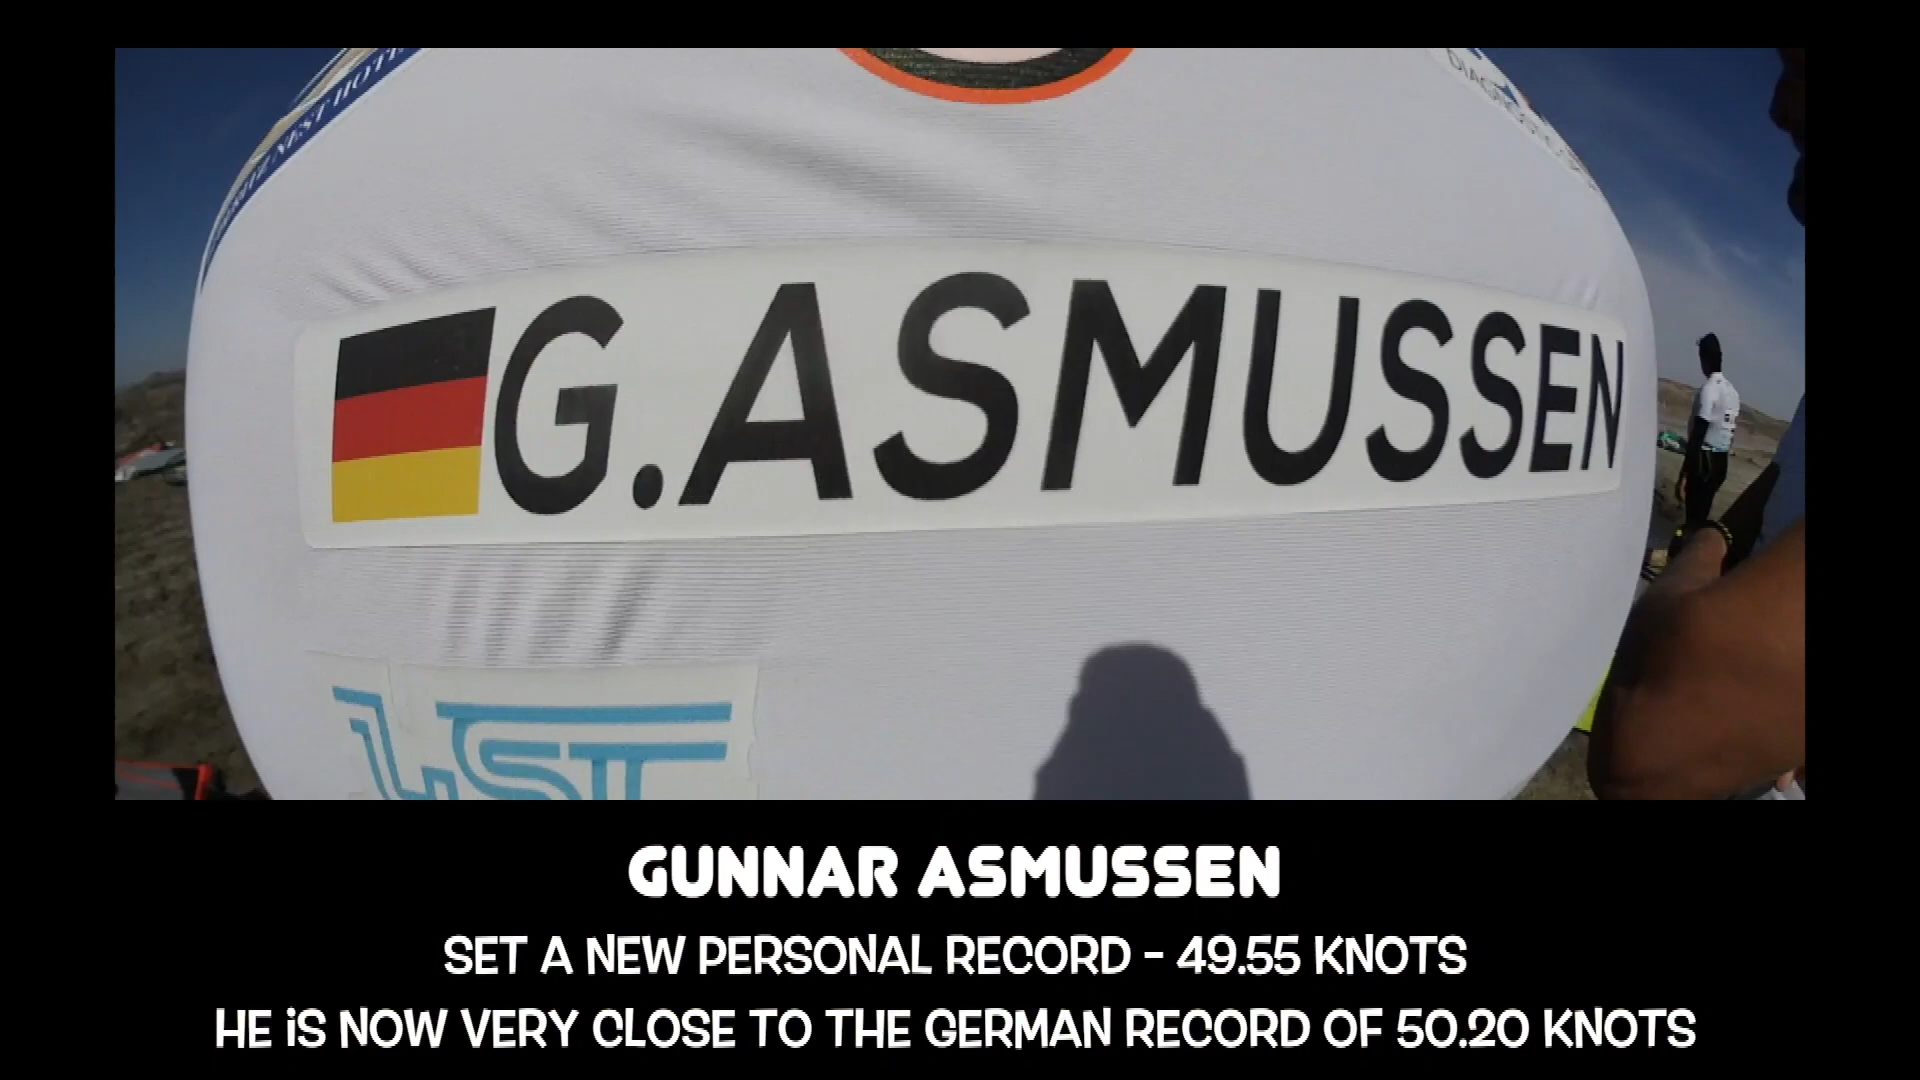 G.ASMUSSEN
LST
GUNNAR ASMUSSEN
SET A NEW PERSONAL RECORD - 49.55 KNOTS
HE iS NOW VERY CLOSE TO THE GERMAN RECORD OF 50.20 KNOTS